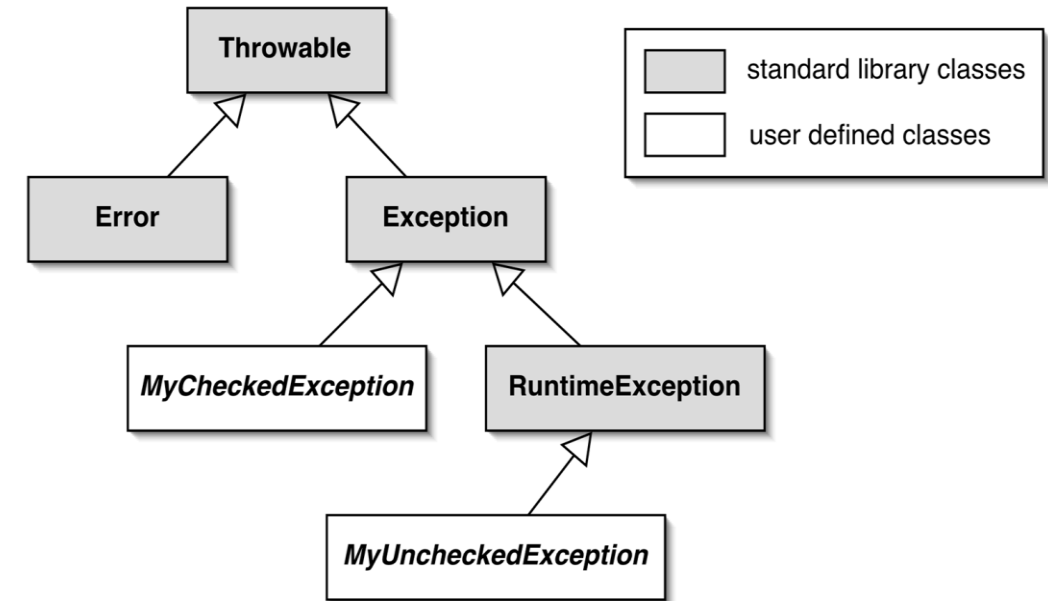 Throwable
standard library classes
user defined classes
Error
Exception
MyCheckedException
RuntimeException
MyUncheckedException